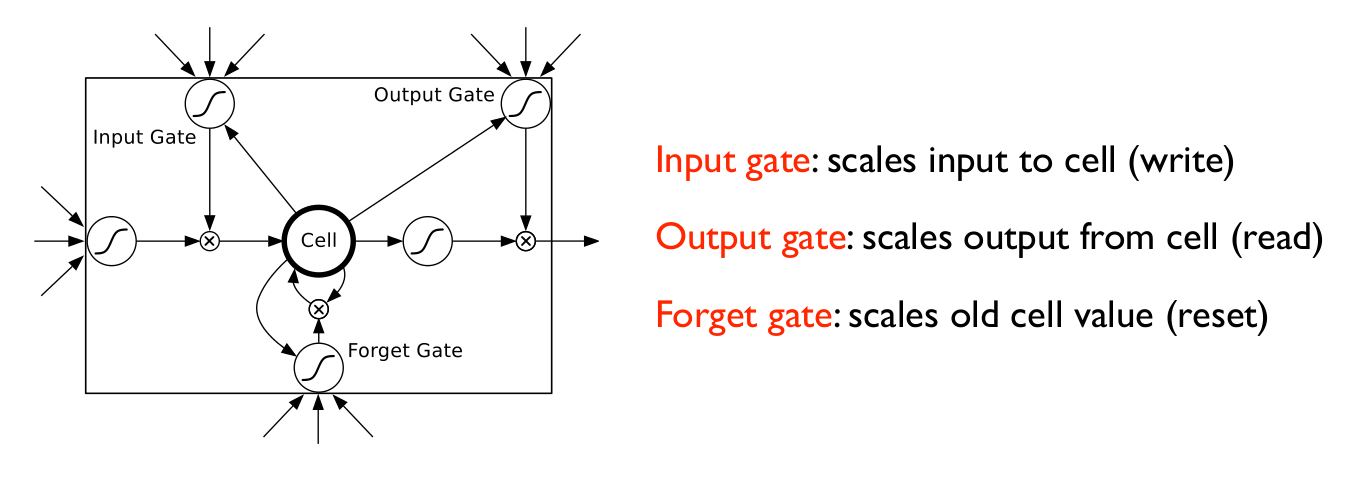 Output Gate
Input Gate
Cell
Forget Gate
Input gate: scales input to cell (write)
Output gate: scales output from cell (read)
Forget gate: scales old cell value (reset)